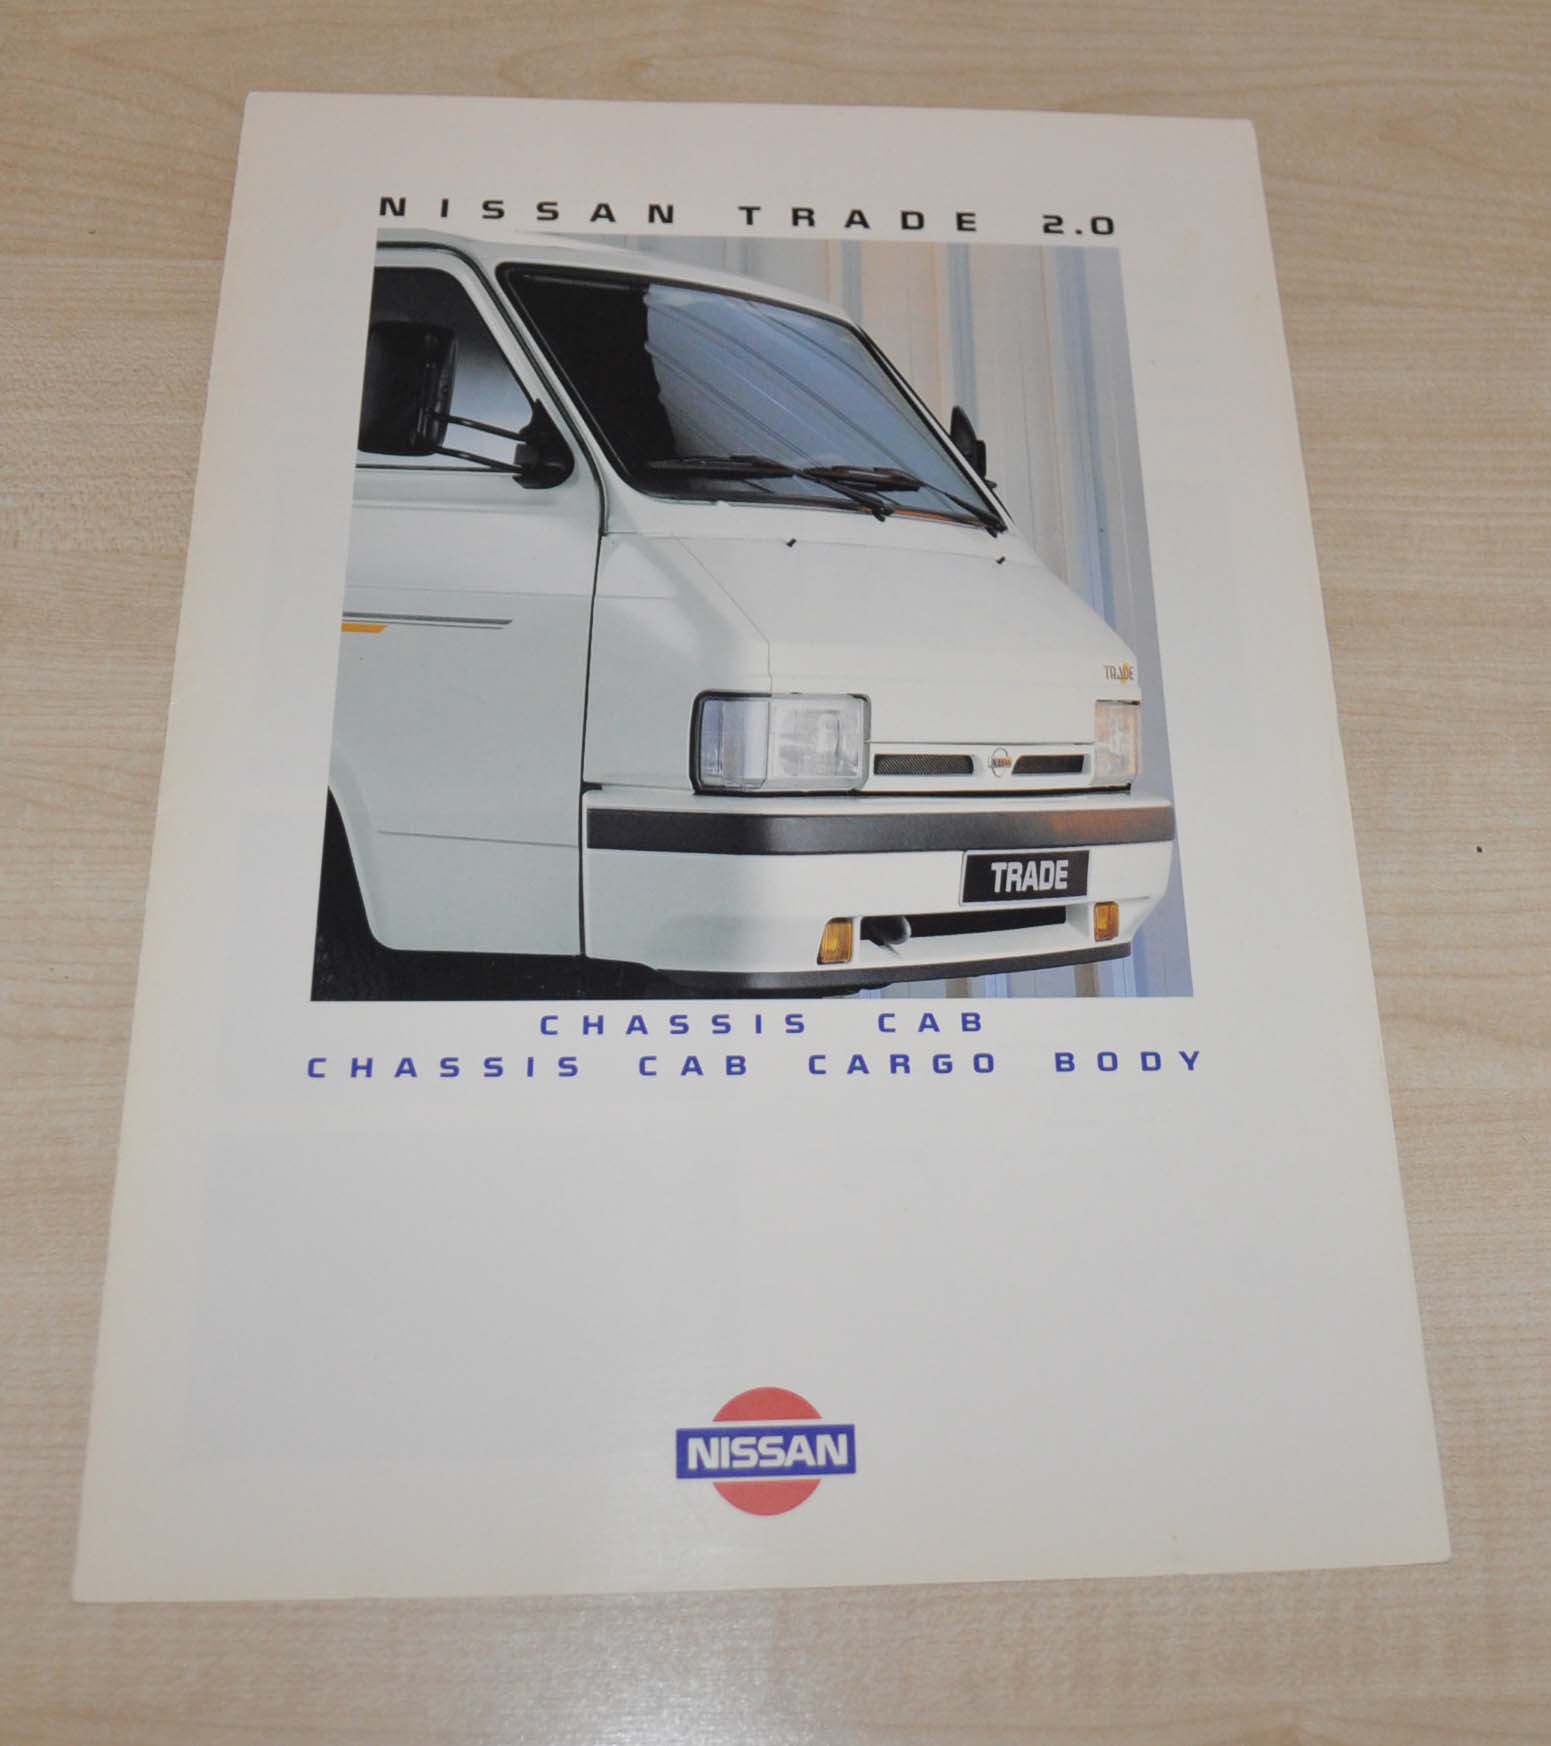 NISSAN TRADE 2.0
TRADE
TRADE
CHASSIS CAB
CHASSIS CAB CARGO BODY
NISSAN